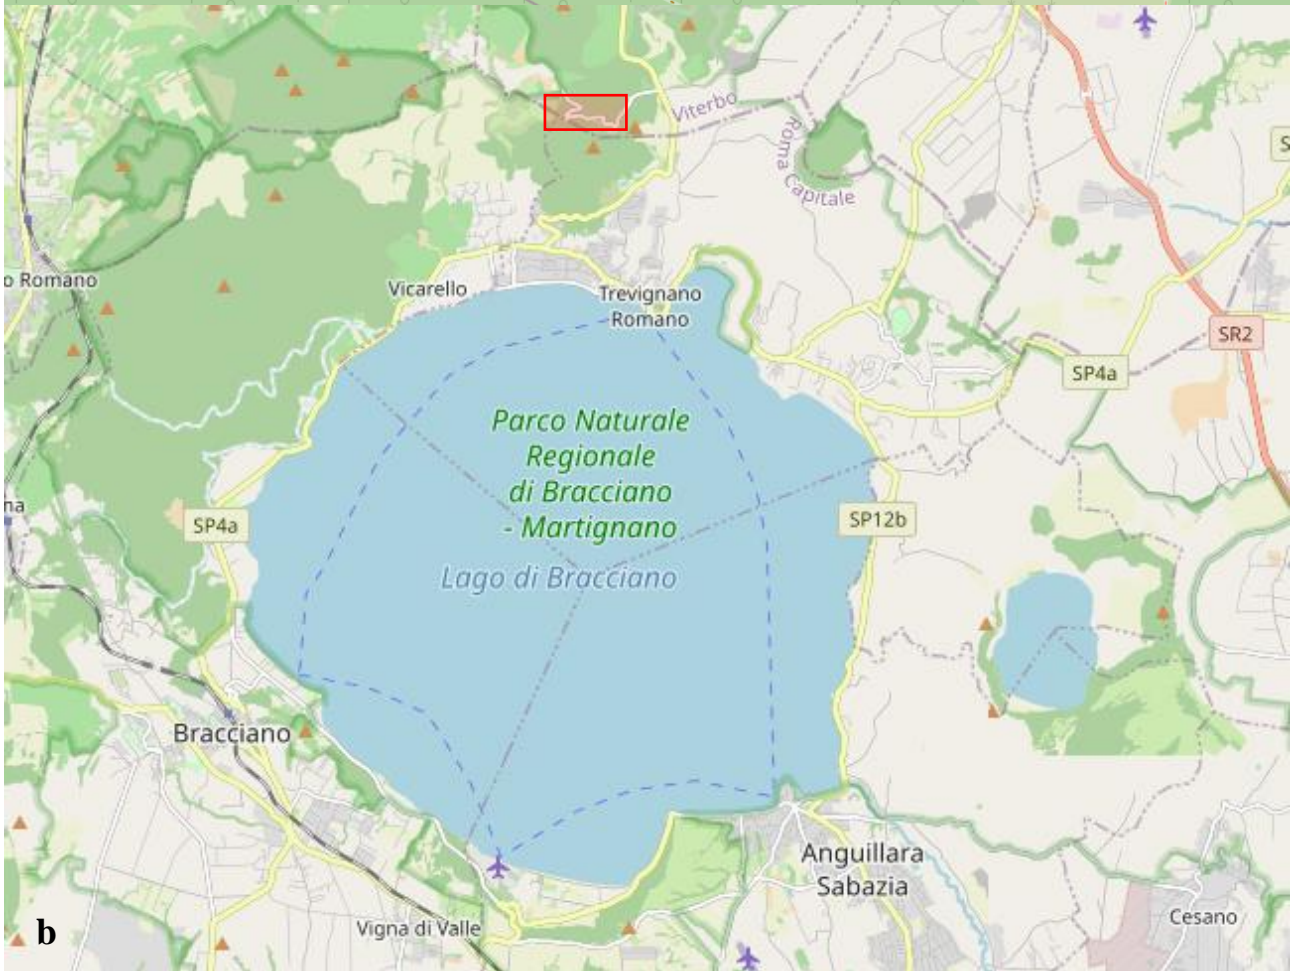 Viterbo
Roma Capitale
S
o Romano
Vicarello
Trevignano
Romano
SR2
SP4a
Parco Naturale
Regionale
di Bracciano
- Martignano
na
SP4a
SP12b
Lago di Bracciano
Bracciano
Anguillara
Sabazia
Vigna di Valle
Cesano
b